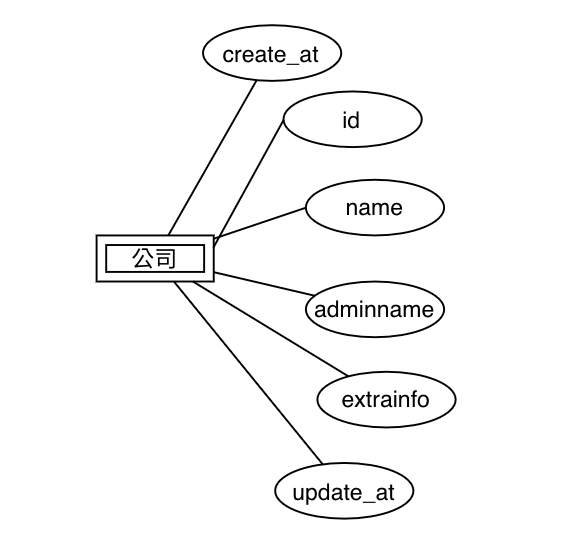 create_at
id
name
公司
adminname
extrainfo
update_at